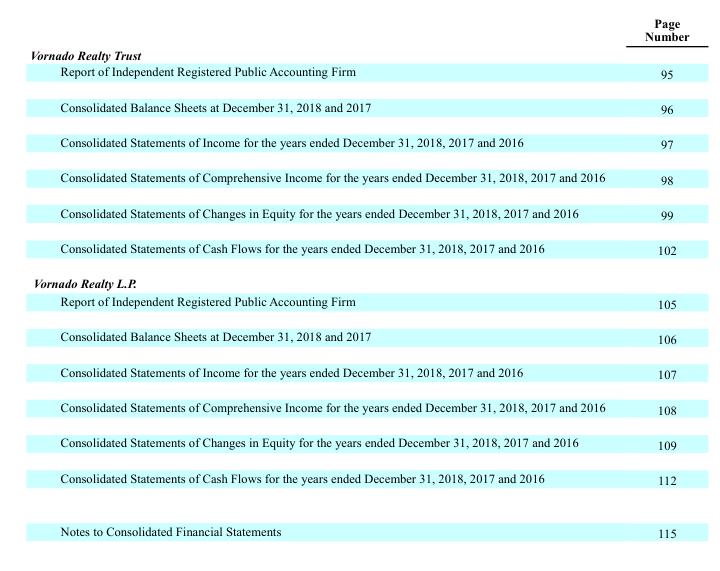 Page
Number
Vornado Realty Trust
Report of Independent Registered Public Accounting Firm 95
Consolidated Balance Sheets at December 31, 2018 and 2017 96
Consolidated Statements of Income for the years ended December 31, 2018, 2017 and 2016 97
Consolidated Statements of Comprehensive Income for the years ended December 31, 2018, 2017 and 2016 98
Consolidated Statements of Changes in Equity for the years ended December 31, 2018, 2017 and 2016 99
Consolidated Statements of Cash Flows for the years ended December 31, 2018, 2017 and 2016 102
Vornado Realty L.P.
Report of Independent Registered Public Accounting Firm 105
Consolidated Balance Sheets at December 31, 2018 and 2017 106
Consolidated Statements of Income for the years ended December 31, 2018, 2017 and 2016 107
Consolidated Statements of Comprehensive Income for the years ended December 31, 2018, 2017 and 2016 108
Consolidated Statements of Changes in Equity for the years ended December 31, 2018, 2017 and 2016 109
Consolidated Statements of Cash Flows for the years ended December 31, 2018, 2017 and 2016 112
Notes to Consolidated Financial Statements 115